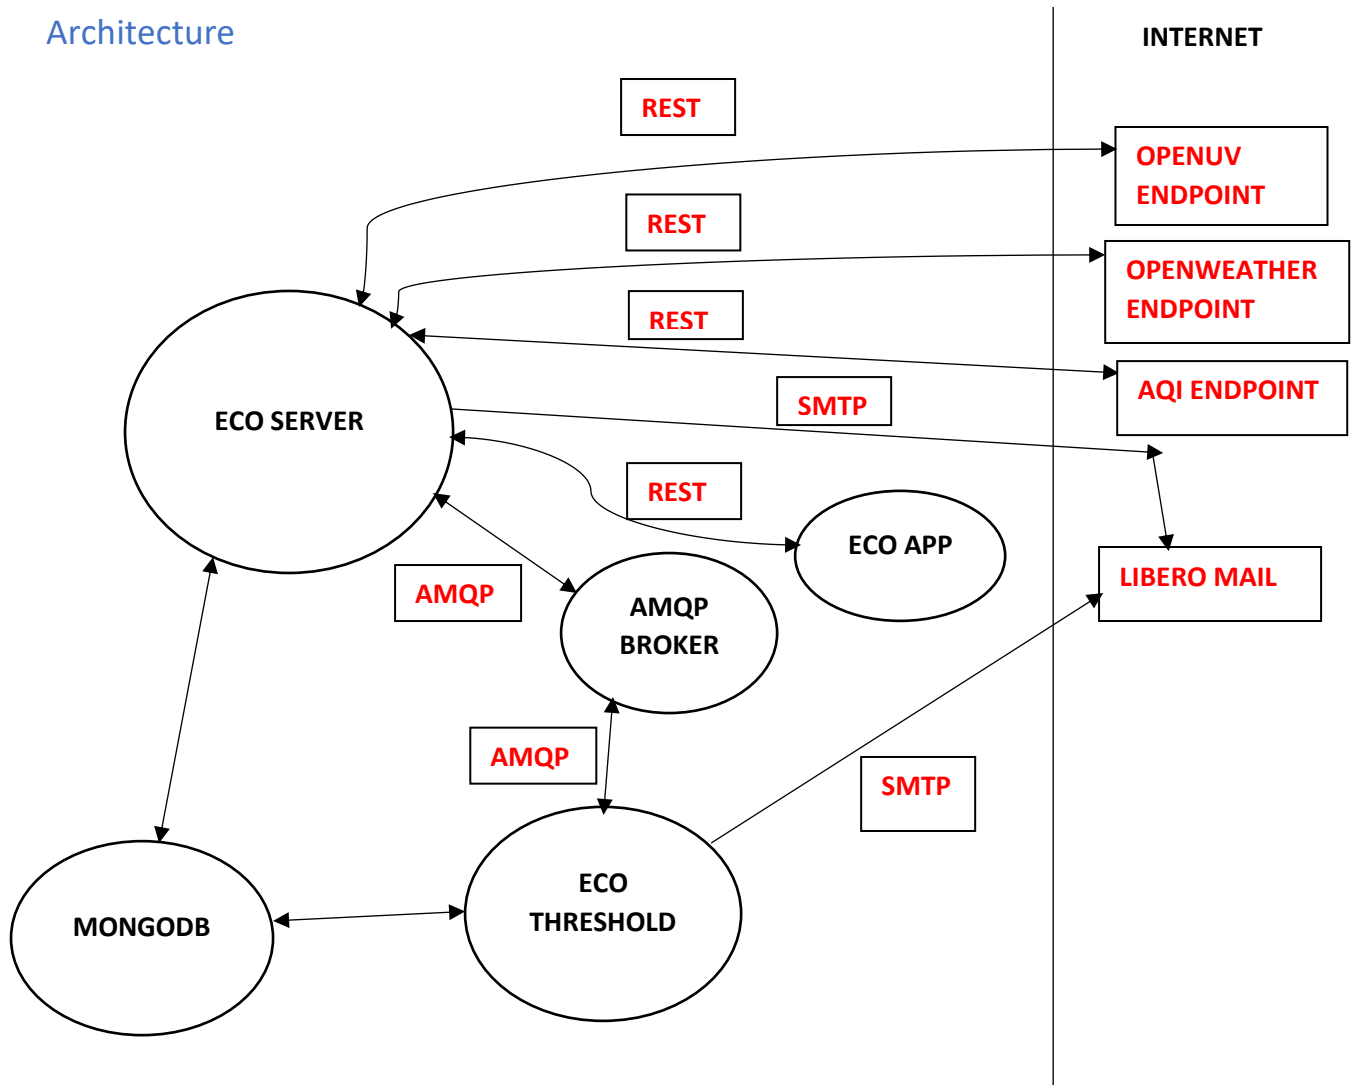 Architecture
INTERNET
REST
OPENUV
ENDPOINT
REST
OPENWEATHER
ENDPOINT
REST
AQI ENDPOINT
SMTP
ECO SERVER
REST
ECO APP
LIBERO MAIL
AMQP
AMQP
BROKER
AMQP
SMTP
ECO
THRESHOLD
MONGODB